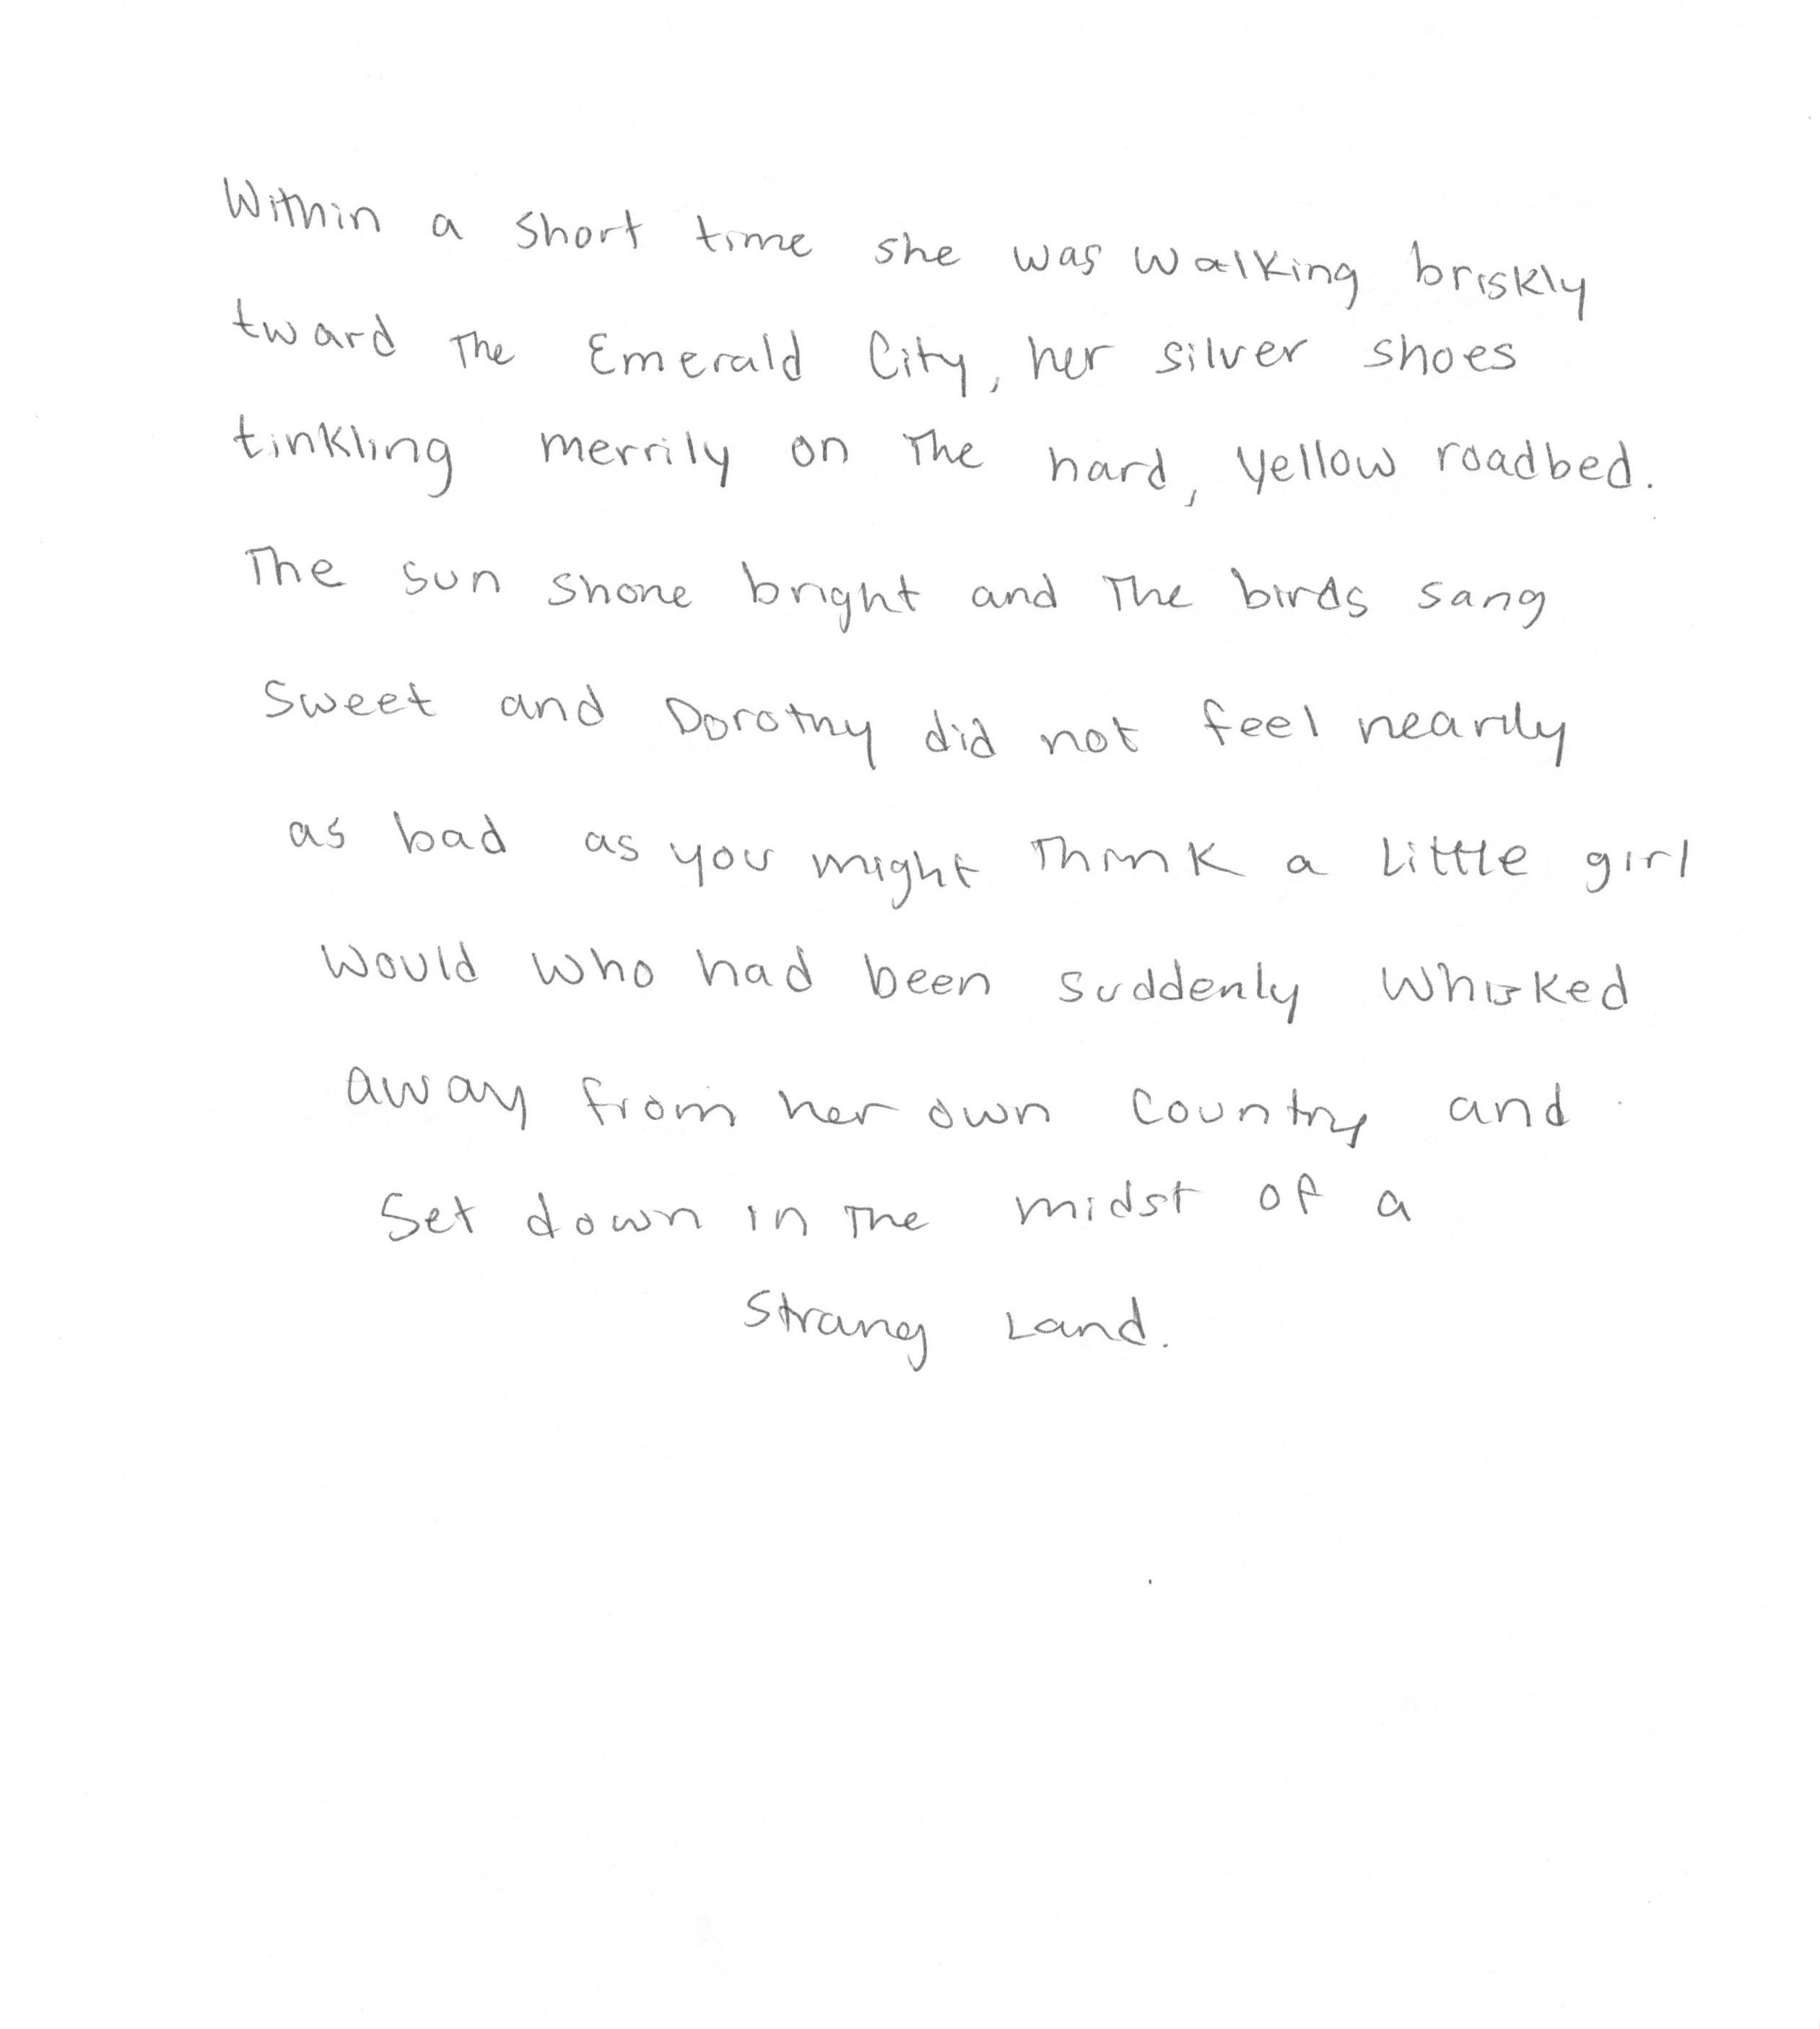 Within a short time she was walking briskly
tward the Emerald City, her silver shoes
tinkling merrily on the hard, yellow roadbed.
The sun shone bright and the birds sang
sweet and Dorothy did not feel nearly
as bad as you might think a little girl
would who had been suddenly whisked
away from her own country and
set down in the midst of a
strang land.